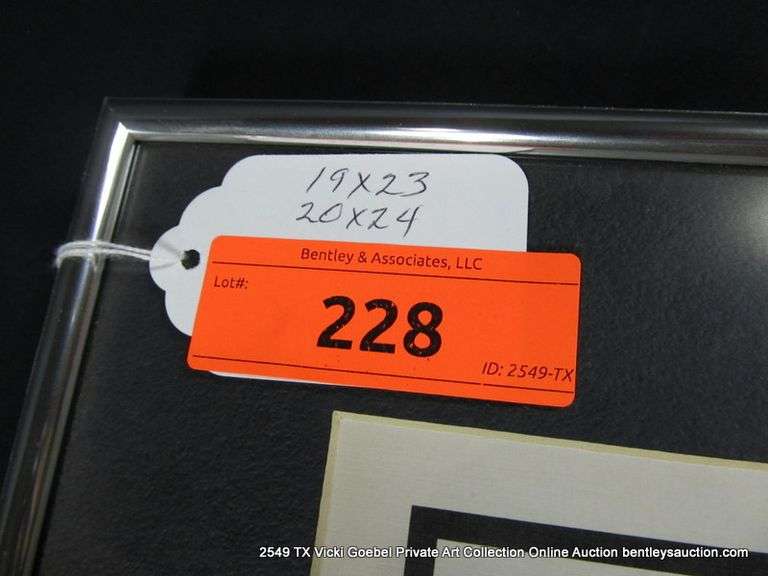 19X23
20X24
Bentley & Associates, LLC
Lot#:
228
ID: 2549-TX
2549 TX Vicki Goebel Private Art Collection Online Auction bentleysauction.com